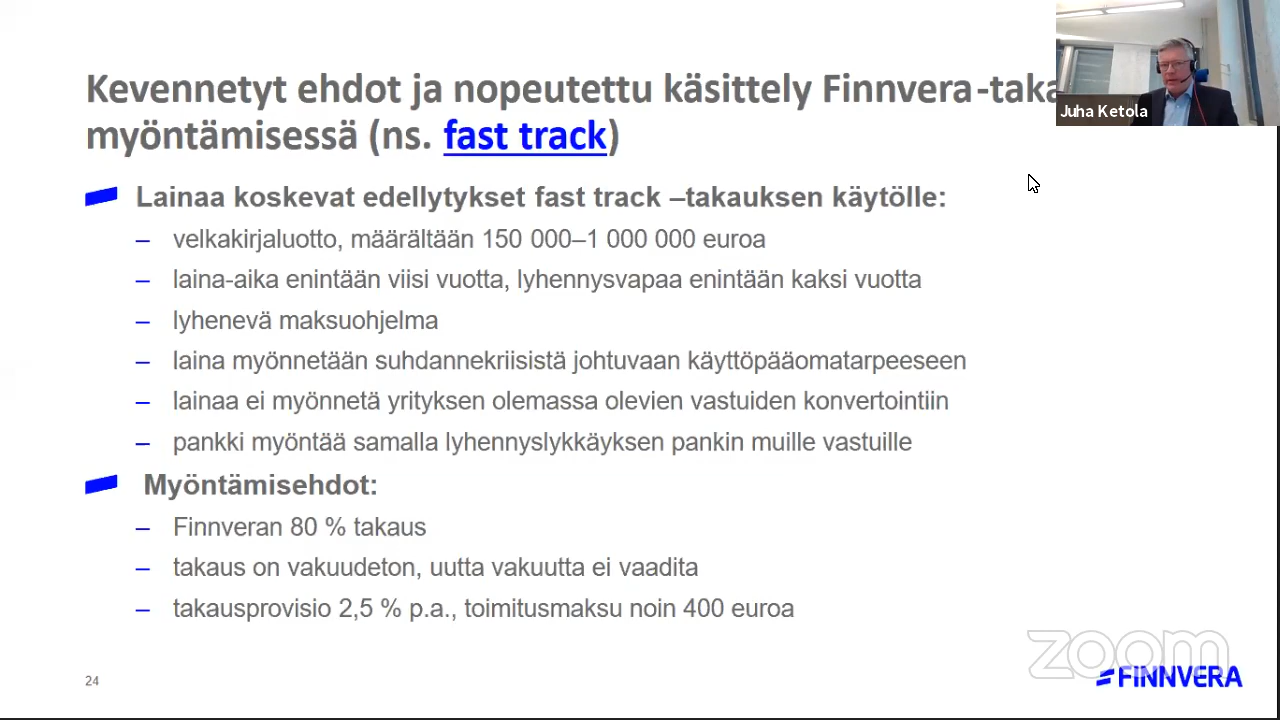 Kevennetyt ehdot ja nopeutettu käsittely Finnvera-taka
myöntämisessä (ns. fast track)
Juha Ketola
Lainaa koskevat edellytykset fast track –takauksen käytölle:
– velkakirjaluotto, määrältään 150 000–1 000 000 euroa
– laina-aika enintään viisi vuotta, lyhennysvapaa enintään kaksi vuotta
– lyhenevä maksuohjelma
– laina myönnetään suhdannekriisistä johtuvaan käyttöpääomatarpeeseen
– lainaa ei myönnetä yrityksen olemassa olevien vastuiden konvertointiin
– pankki myöntää samalla lyhennyslykkäyksen pankin muille vastuille
Myöntämisehdot:
– Finnveran 80 % takaus
– takaus on vakuudeton, uutta vakuutta ei vaadita
– takausprovisio 2,5 % p.a., toimitusmaksu noin 400 euroa
zoom
24
FINNVERA